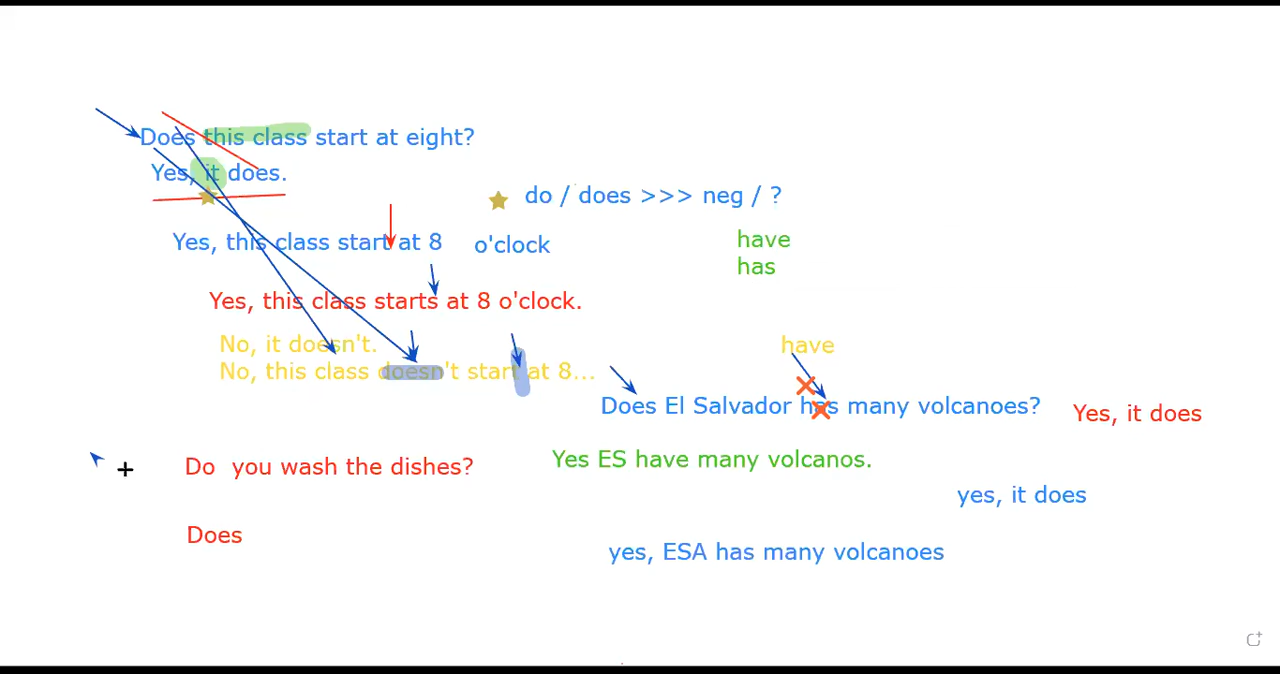 Does this class start at eight?
Yes, it does.
do / does >>> neg / ?
Yes, this class start at 8
o'clock
have
has
Yes, this class starts at 8 o'clock.
No, it doesn't.
No, this class doesn't start at 8...
have
Does El Salvador has many volcanoes?
Yes, it does
Do  you wash the dishes?
Yes ES have many volcanos.
yes, it does
Does
yes, ESA has many volcanoes